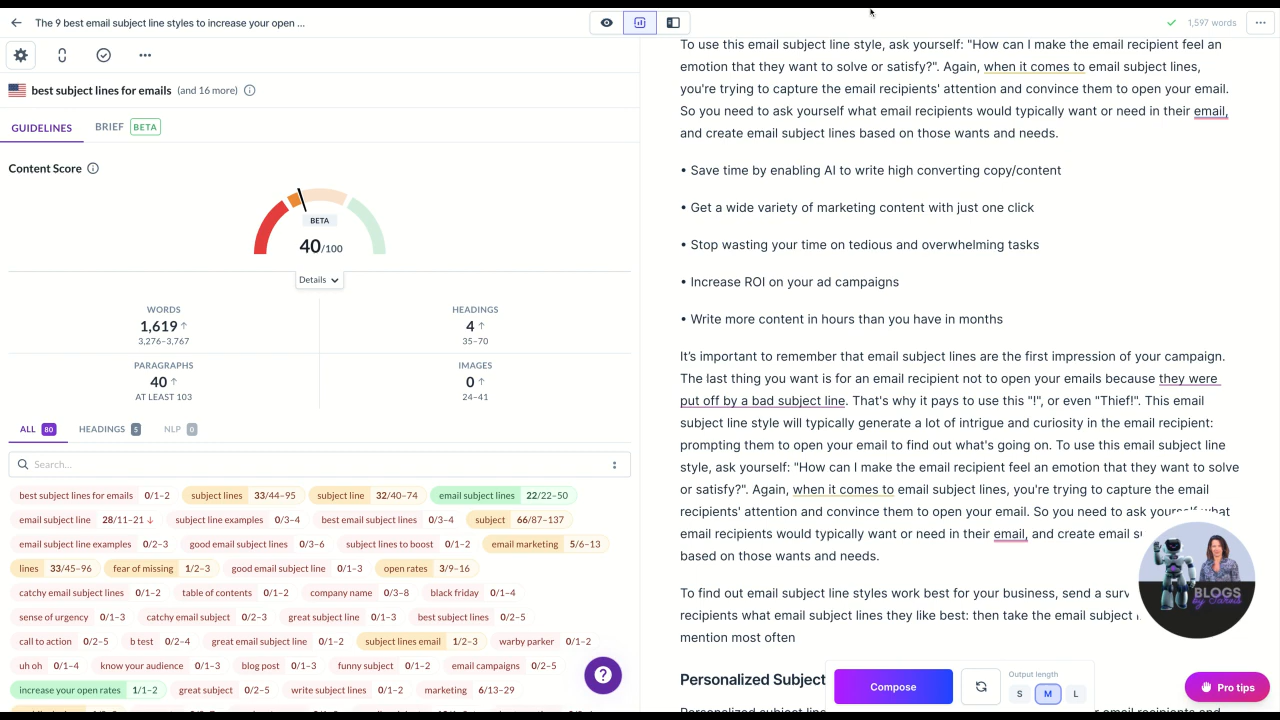 The 9 best email subject line styles to increase your open ...
1,597 words
best subject lines for emails (and 16 more)
GUIDELINES
BRIEF BETA
Content Score
BETA
40/100
Details
WORDS
1,619
3,276–3,767
HEADINGS
4
35–70
PARAGRAPHS
40
AT LEAST 103
IMAGES
0
24–41
ALL 80 HEADINGS 5 NLP 0
Search...
best subject lines for emails 0/1–2 subject lines 33/44–95 subject line 32/40–74 email subject lines 22/22–50
email subject line 28/11–21 subject line examples 0/3–4 best email subject lines 0/3–4 subject 66/87–137
email subject line examples 0/2–3 good email subject lines 0/3–6 subject lines to boost 0/1–2 email marketing 5/6–13
lines 33/45–96 fear of missing 1/2–3 good email subject line 0/1–3 open rates 3/9–16
catchy email subject lines 0/1–2 table of contents 0/1–2 company name 0/3–8 black friday 0/1–4
sense of urgency 0/1–3 catchy email subject 0/2–3 great subject line 0/1–3 best subject lines 0/2–5
call to action 0/2–5 b test 0/2–4 great email subject line 0/1–2 subject lines email 1/2–3 warby parker 0/1–2
uh oh 0/1–4 know your audience 0/1–3 blog post 0/1–3 funny subject 0/1–2 email campaigns 0/2–5
increase your open rates 1/1–2 great subject 0/2–5 write subject lines 0/1–2 marketing 6/13–29
To use this email subject line style, ask yourself: "How can I make the email recipient feel an
emotion that they want to solve or satisfy?". Again, when it comes to email subject lines,
you're trying to capture the email recipients' attention and convince them to open your email.
So you need to ask yourself what email recipients would typically want or need in their email,
and create email subject lines based on those wants and needs.
• Save time by enabling AI to write high converting copy/content
• Get a wide variety of marketing content with just one click
• Stop wasting your time on tedious and overwhelming tasks
• Increase ROI on your ad campaigns
• Write more content in hours than you have in months
It's important to remember that email subject lines are the first impression of your campaign.
The last thing you want is for an email recipient not to open your emails because they were
put off by a bad subject line. That's why it pays to use this "!", or even "Thief!". This email
subject line style will typically generate a lot of intrigue and curiosity in the email recipient:
prompting them to open your email to find out what's going on. To use this email subject line
style, ask yourself: "How can I make the email recipient feel an emotion that they want to solve
or satisfy?". Again, when it comes to email subject lines, you're trying to capture the email
recipients' attention and convince them to open your email. So you need to ask yourself what
email recipients would typically want or need in their email, and create email
based on those wants and needs.
To find out email subject line styles work best for your business, send a
recipients what email subject lines they like best: then take the email subject
mention most often
Personalized Subject
BLOGS
by Jarvis
Compose
Output length
S M L
Pro tips